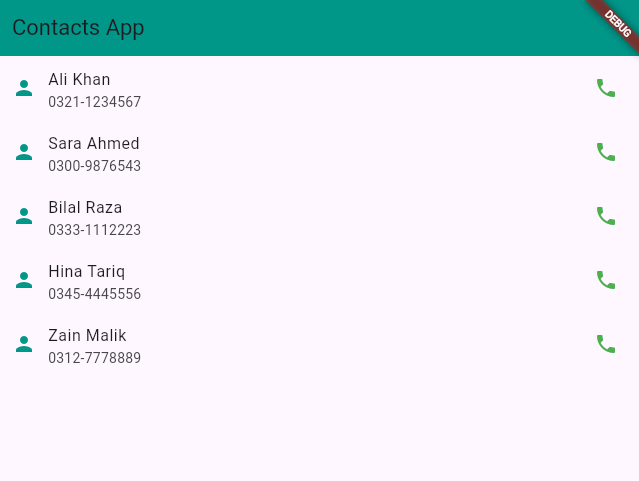 Contacts App
DEBUG
Ali Khan
0321-1234567
Sara Ahmed
0300-9876543
Bilal Raza
0333-1112223
Hina Tariq
0345-4445556
Zain Malik
0312-7778889